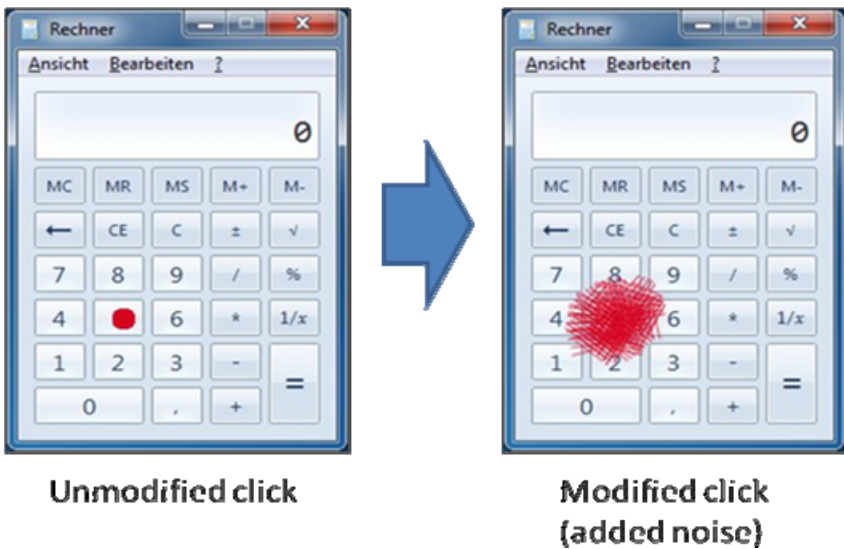 Rechner
Ansicht Bearbeiten ?
0
MC MR MS M+ M-
← CE C ± √
7 8 9 / %
4 6 * 1/x
1 2 3 - =
0 , +
Unmodified click
Rechner
Ansicht Bearbeiten ?
0
MC MR MS M+ M-
← CE C ± √
7 8 9 / %
4 6 * 1/x
1 2 3 - =
0 , +
Modified click
(added noise)